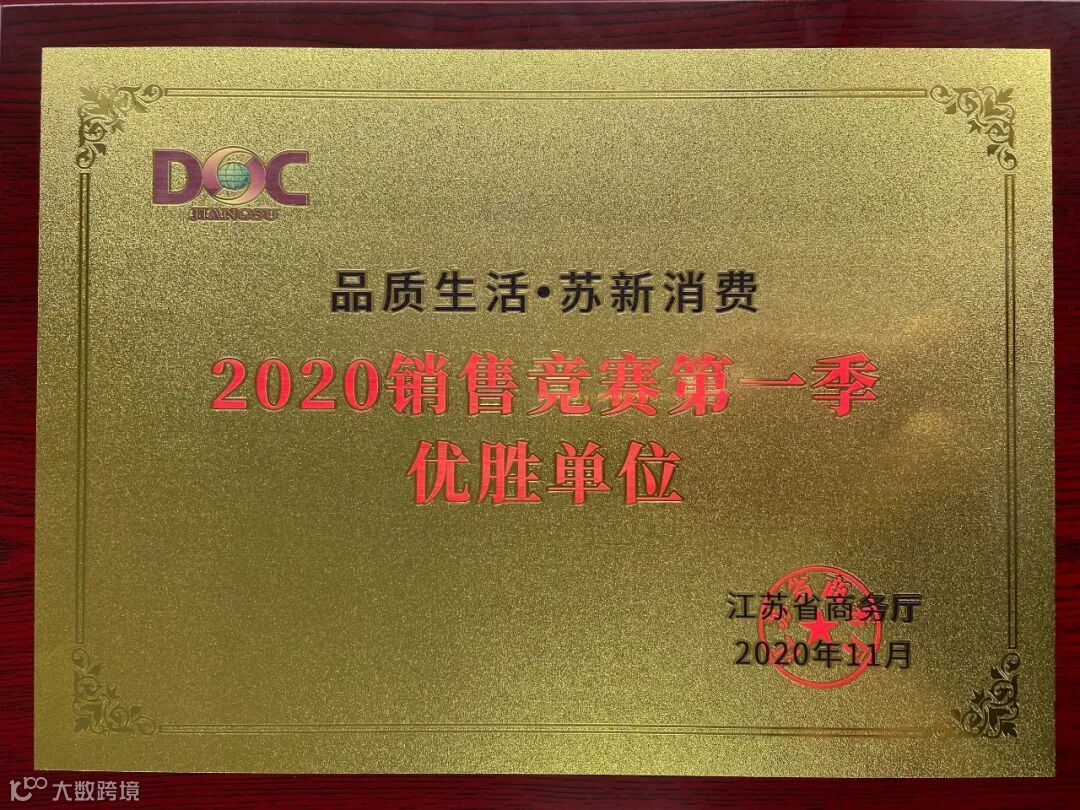 DOC
JIANGSU
品质生活·苏新消费
2020销售竞赛第一季
优胜单位
江苏省商务厅
2020年11月
大数跨境